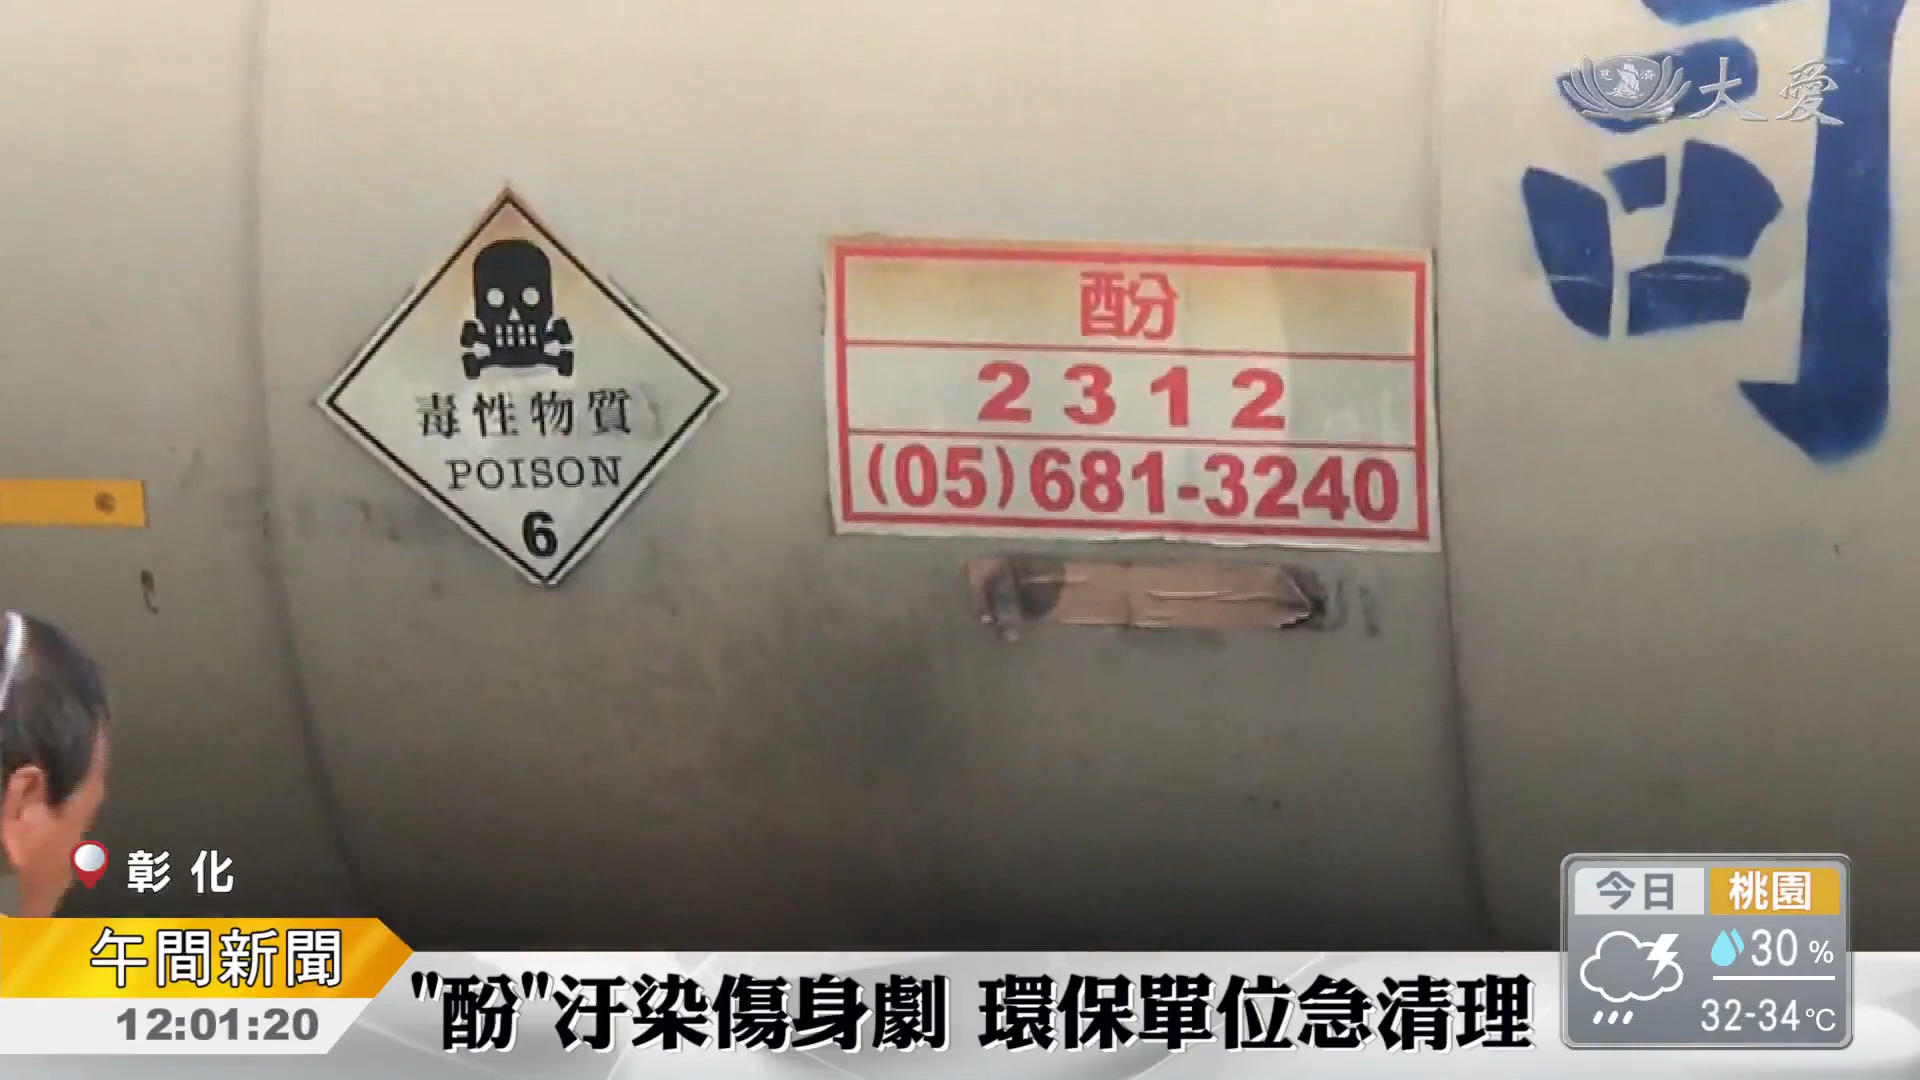 慈濟 大愛
司
毒性物質
POISON
6
酚
2312
(05)681-3240
彰化
午間新聞
12:01:20
"酚"汙染傷身劇 環保單位急清理
今日 桃園
30%
32-34°C